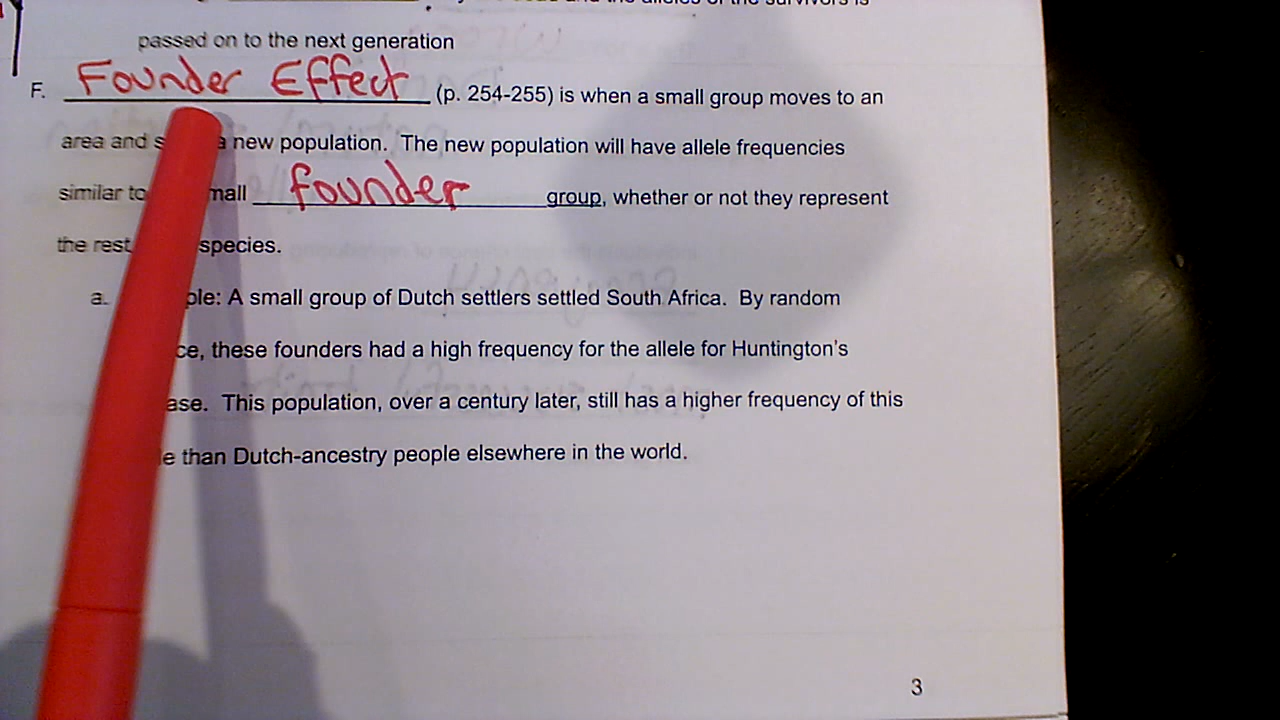 passed on to the next generation
F. Founder Effect (p. 254-255) is when a small group moves to an
area and a new population. The new population will have allele frequencies
similar to group, founder whether or not they represent
the rest species.
a. A small group of Dutch settlers settled South Africa. By random
these founders had a high frequency for the allele for Huntington's
This population, over a century later, still has a higher frequency of this
than Dutch-ancestry people elsewhere in the world.
3